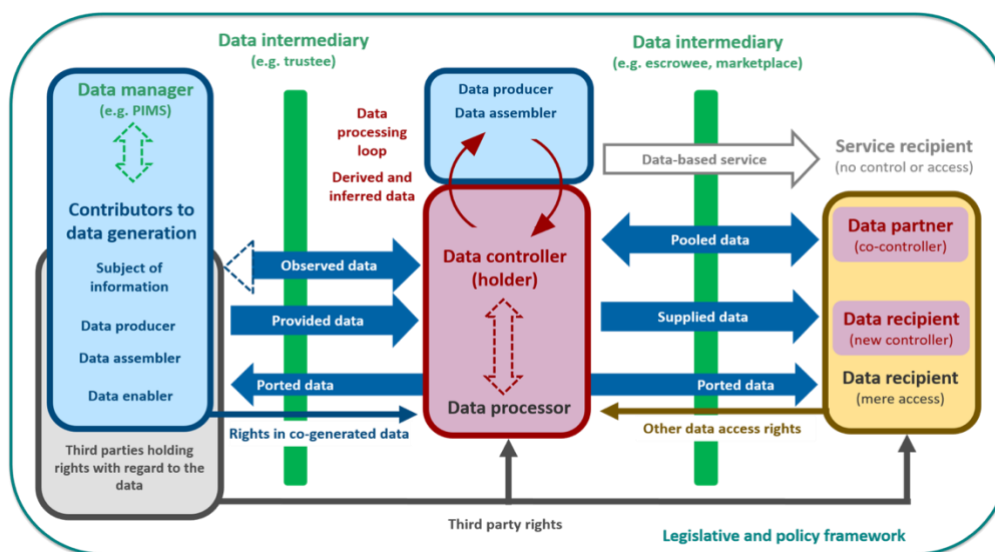 Data intermediary
(e.g. trustee)
Data intermediary
(e.g. escrowee, marketplace)
Data manager
(e.g. PIMS)
Contributors to
data generation
Subject of
information
Data producer
Data assembler
Data enabler
Third parties holding
rights with regard to the
data
Data
processing
loop
Derived and
inferred data
Observed data
Provided data
Ported data
Rights in co-generated data
Data producer
Data assembler
Data controller
(holder)
Data processor
Data-based service
Pooled data
Supplied data
Ported data
Other data access rights
Service recipient
(no control or access)
Data partner
(co-controller)
Data recipient
(new controller)
Data recipient
(mere access)
Third party rights
Legislative and policy framework